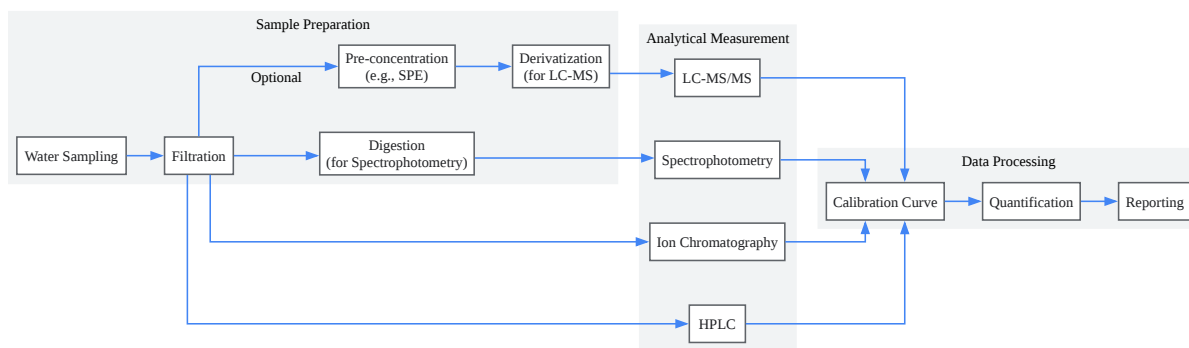 Sample Preparation
Analytical Measurement
Pre-concentration
(e.g., SPE)
Derivatization
(for LC-MS)
Optional
LC-MS/MS
Water Sampling
Filtration
Digestion
(for Spectrophotometry)
Spectrophotometry
Data Processing
Calibration Curve
Quantification
Reporting
Ion Chromatography
HPLC